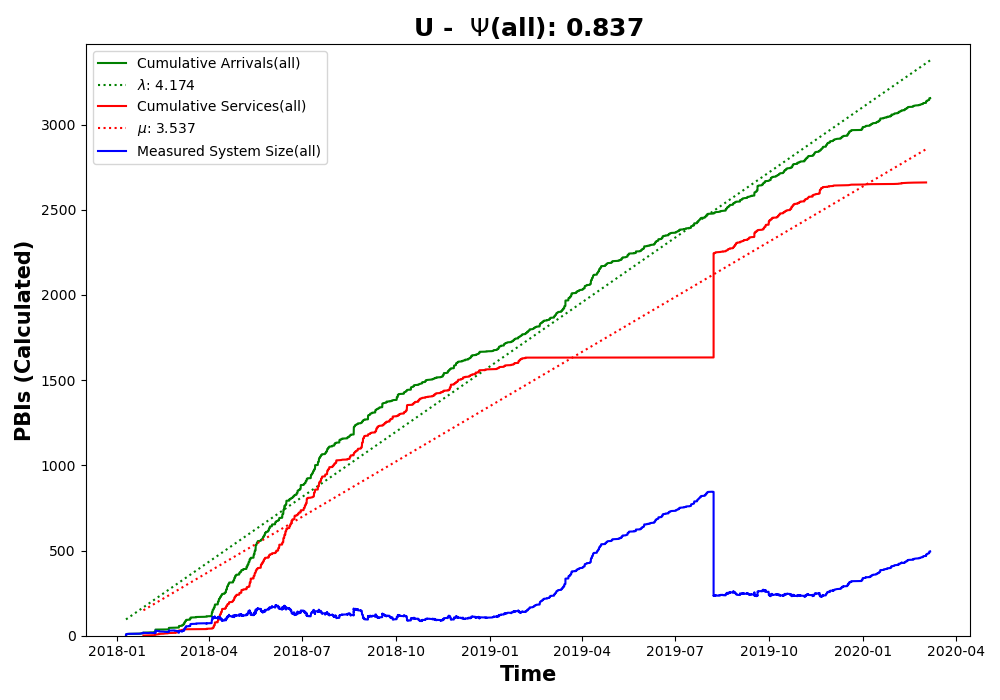 U -  Ψ(all): 0.837
Cumulative Arrivals(all)
λ: 4.174
Cumulative Services(all)
μ: 3.537
Measured System Size(all)
PBIs (Calculated)
3000
2500
2000
1500
1000
500
0
2018-01 2018-04 2018-07 2018-10 2019-01 2019-04 2019-07 2019-10 2020-01 2020-04
Time